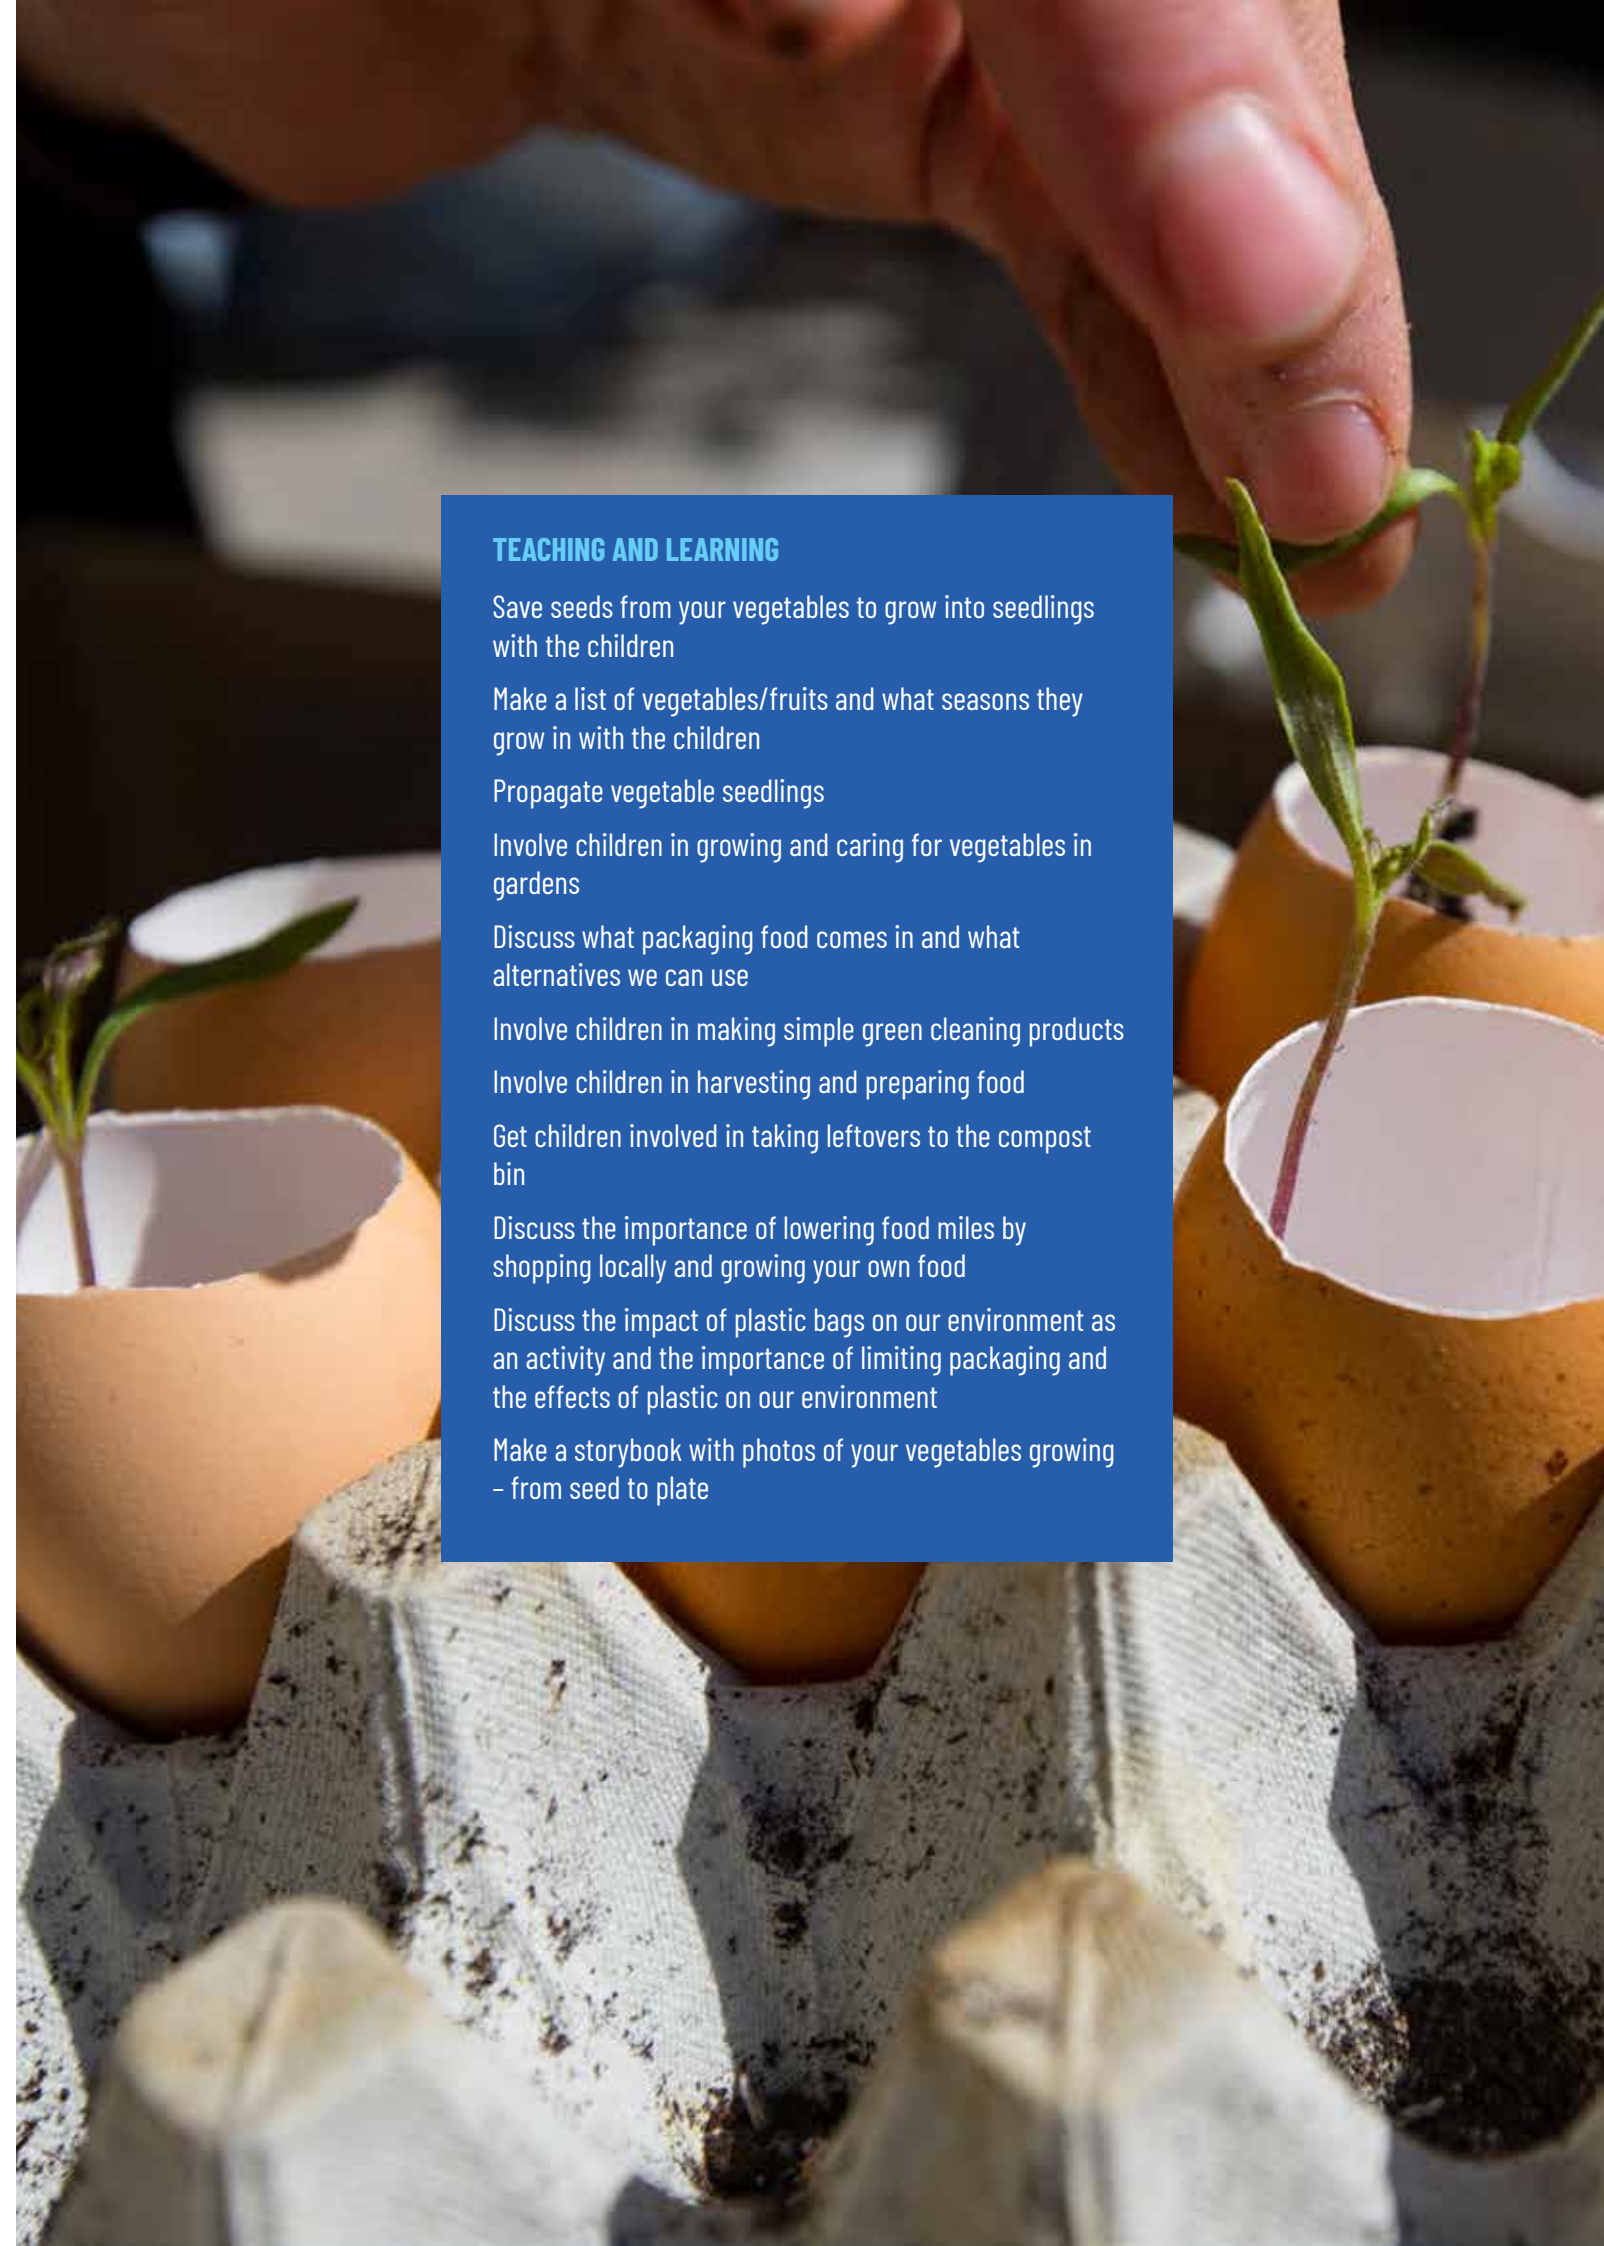 TEACHING AND LEARNING
Save seeds from your vegetables to grow into seedlings
with the children
Make a list of vegetables/fruits and what seasons they
grow in with the children
Propagate vegetable seedlings
Involve children in growing and caring for vegetables in
gardens
Discuss what packaging food comes in and what
alternatives we can use
Involve children in making simple green cleaning products
Involve children in harvesting and preparing food
Get children involved in taking leftovers to the compost
bin
Discuss the importance of lowering food miles by
shopping locally and growing your own food
Discuss the impact of plastic bags on our environment as
an activity and the importance of limiting packaging and
the effects of plastic on our environment
Make a storybook with photos of your vegetables growing
– from seed to plate